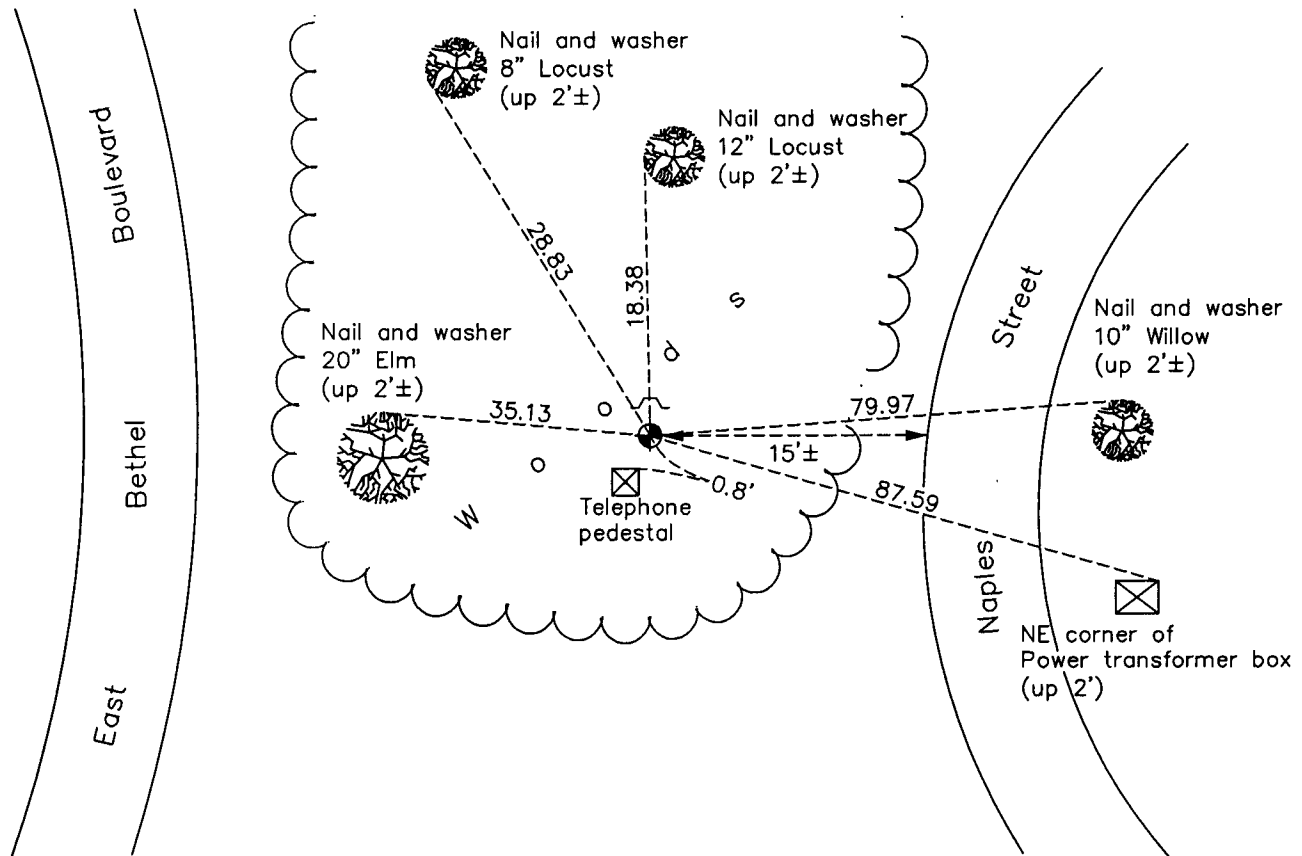 Nail and washer
8" Locust
(up 2'±)
Nail and washer
12" Locust
(up 2'±)
East Bethel Boulevard
28.83
18.38
Nail and washer
20" Elm
(up 2'±)
35.13
Woods
Naples Street
Nail and washer
10" Willow
(up 2'±)
79.97
15'±
87.59
0.8'
Telephone
pedestal
NE corner of
Power transformer box
(up 2')